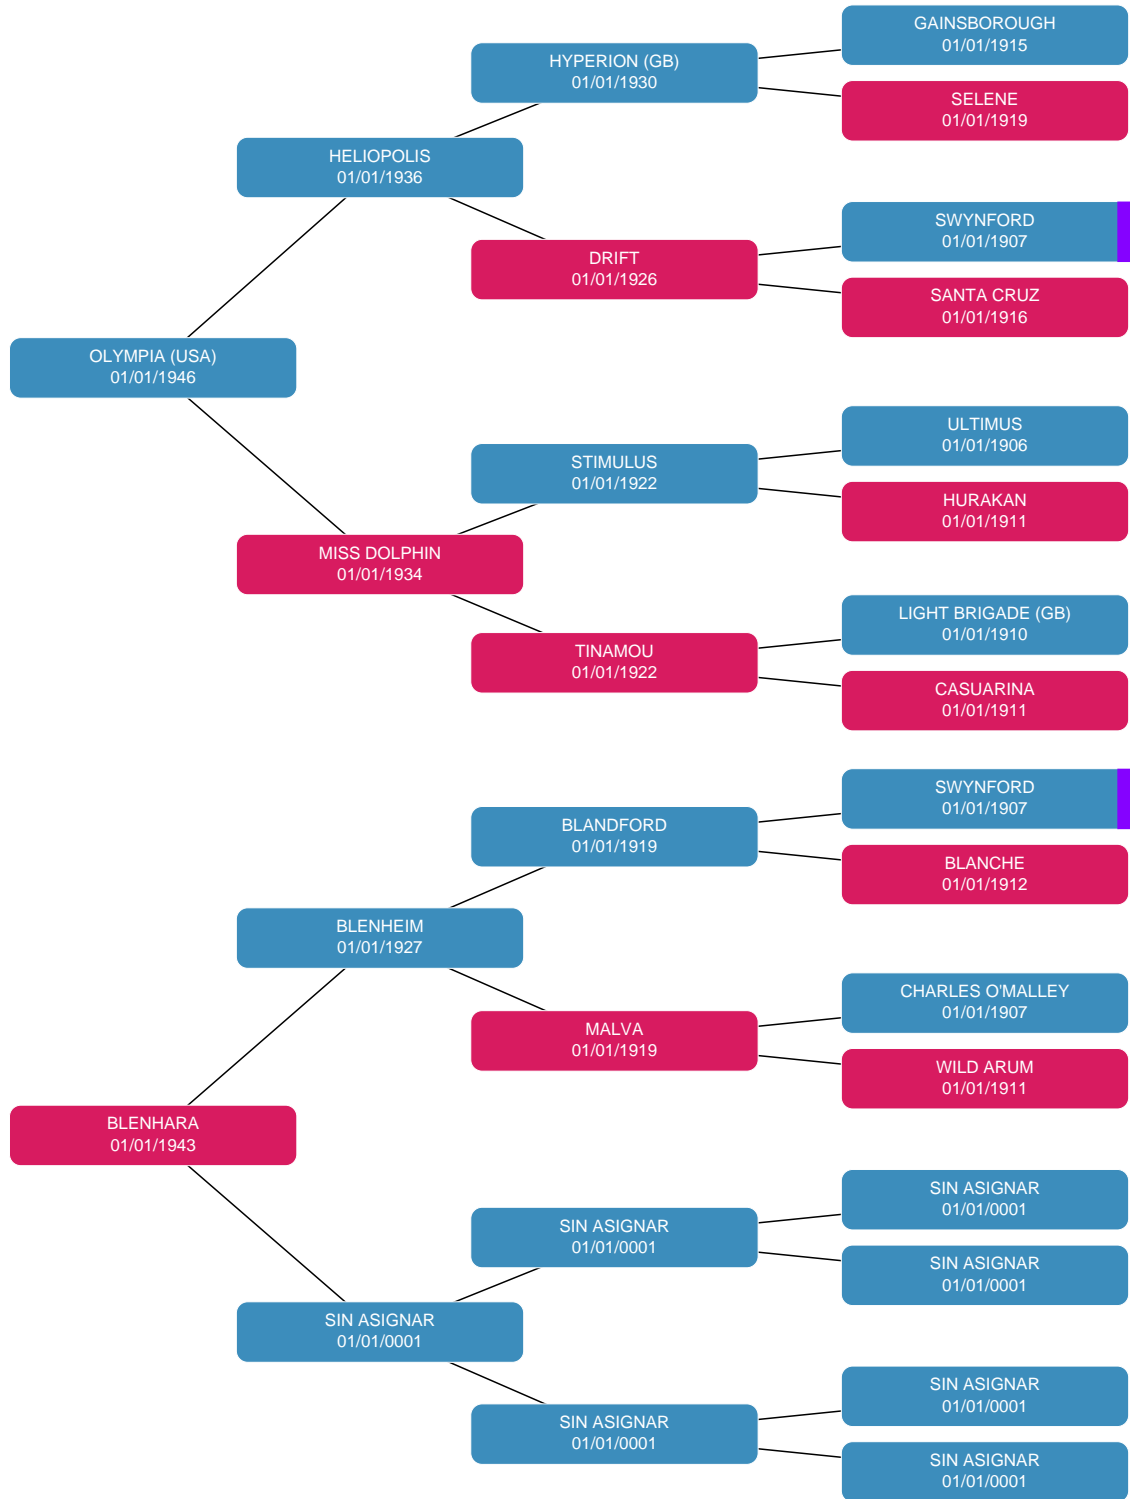 GAINSBOROUGH
01/01/1915
HYPERION (GB)
01/01/1930
SELENE
01/01/1919
HELIOPOLIS
01/01/1936
SWYNFORD
01/01/1907
DRIFT
01/01/1926
SANTA CRUZ
01/01/1916
OLYMPIA (USA)
01/01/1946
ULTIMUS
01/01/1906
STIMULUS
01/01/1922
HURAKAN
01/01/1911
MISS DOLPHIN
01/01/1934
LIGHT BRIGADE (GB)
01/01/1910
TINAMOU
01/01/1922
CASUARINA
01/01/1911
SWYNFORD
01/01/1907
BLANDFORD
01/01/1919
BLANCHE
01/01/1912
BLENHEIM
01/01/1927
CHARLES O'MALLEY
01/01/1907
MALVA
01/01/1919
WILD ARUM
01/01/1911
BLENHARA
01/01/1943
SIN ASIGNAR
01/01/0001
SIN ASIGNAR
01/01/0001
SIN ASIGNAR
01/01/0001
SIN ASIGNAR
01/01/0001
SIN ASIGNAR
01/01/0001
SIN ASIGNAR
01/01/0001
SIN ASIGNAR
01/01/0001